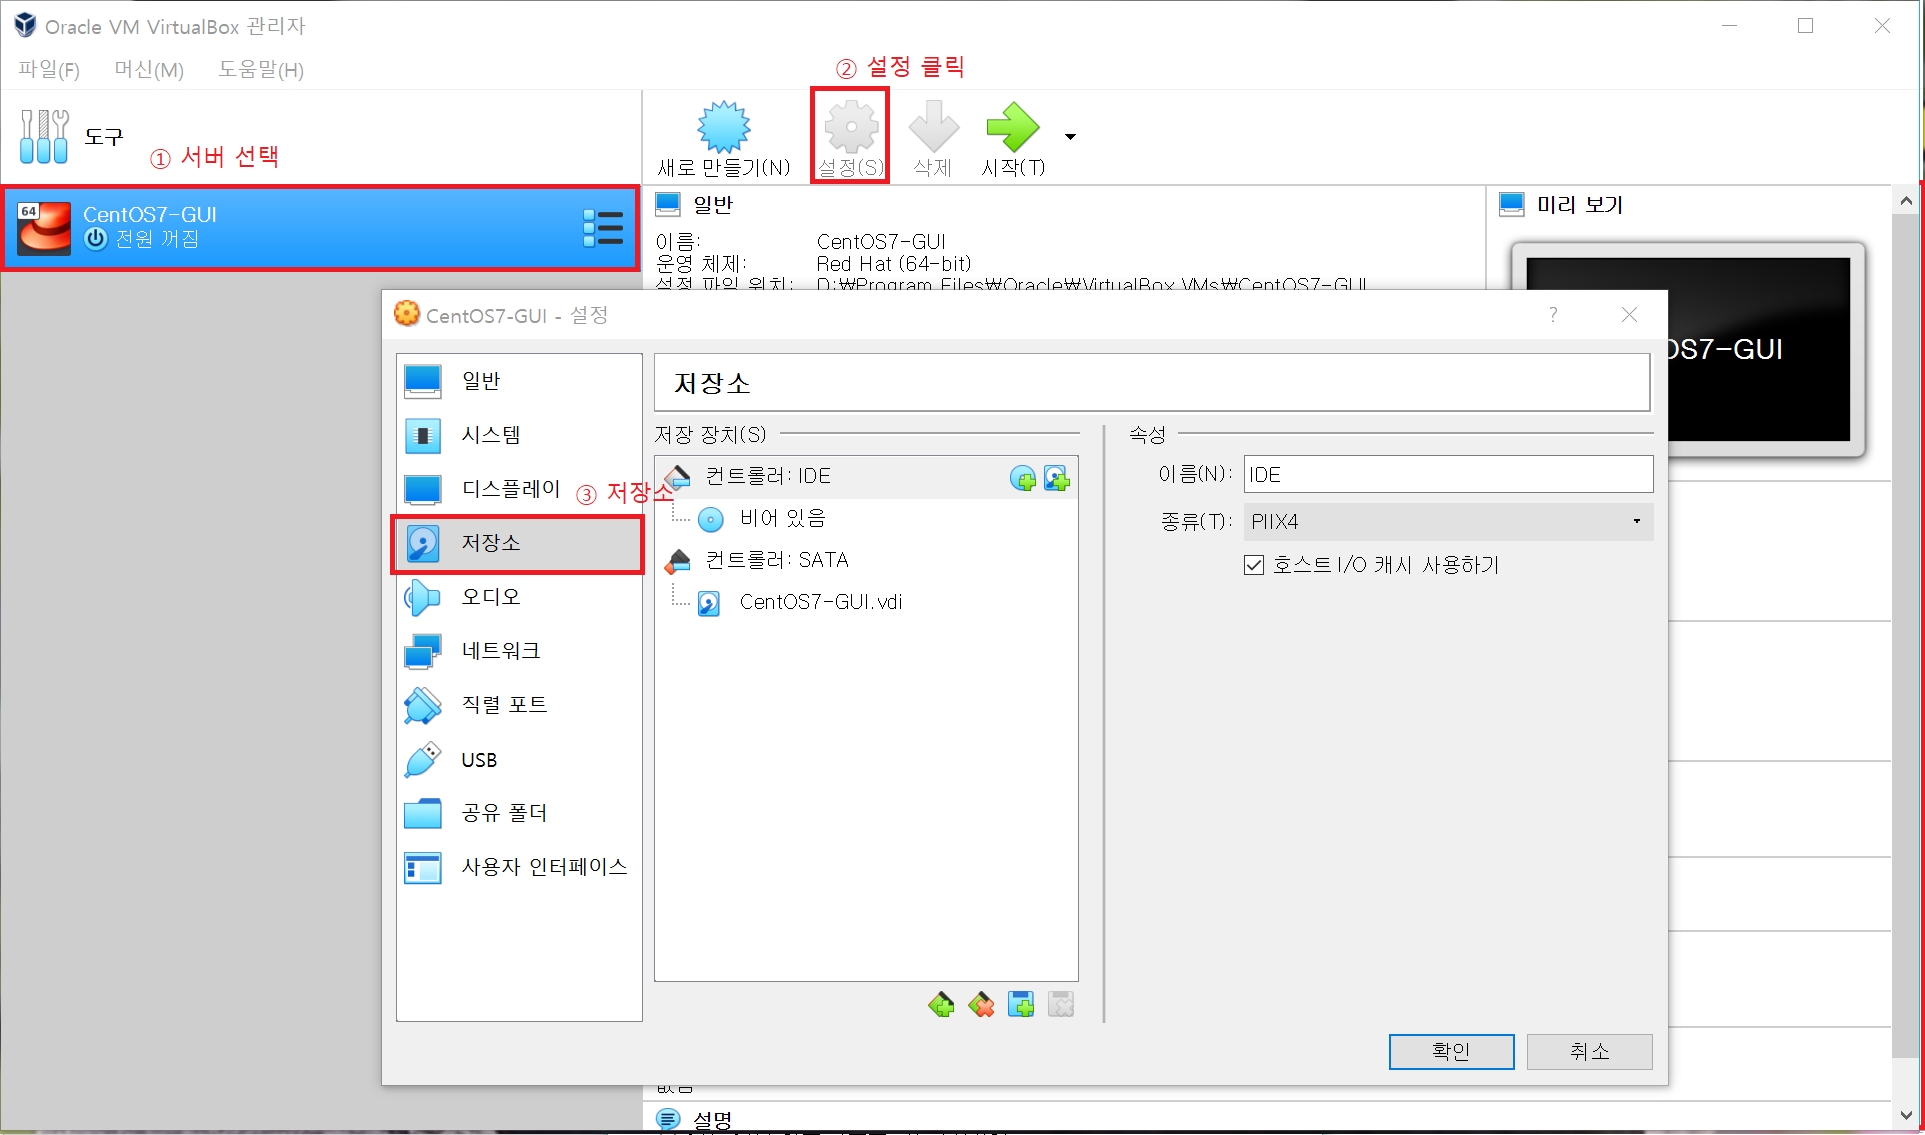 Oracle VM VirtualBox 관리자
파일(F) 머신(M) 도움말(H)
② 설정 클릭
도구
① 서버 선택
새로 만들기(N) 설정(S) 삭제 시작(T)
64
CentOS7-GUI
전원 꺼짐
일반
이름: CentOS7-GUI
운영 체제: Red Hat (64-bit)
설정 파일 위치: D:₩Program Files₩Oracle₩VirtualBox VMs₩CentOS7-GUI
미리 보기
OS7-GUI
CentOS7-GUI - 설정
?
일반
시스템
디스플레이
③ 저장소
저장소
오디오
네트워크
직렬 포트
USB
공유 폴더
사용자 인터페이스
저장소
저장 장치(S)
컨트롤러: IDE
비어 있음
컨트롤러: SATA
CentOS7-GUI.vdi
속성
이름(N): IDE
종류(T): PIIX4
호스트 I/O 캐시 사용하기
확인 취소
없음
설명